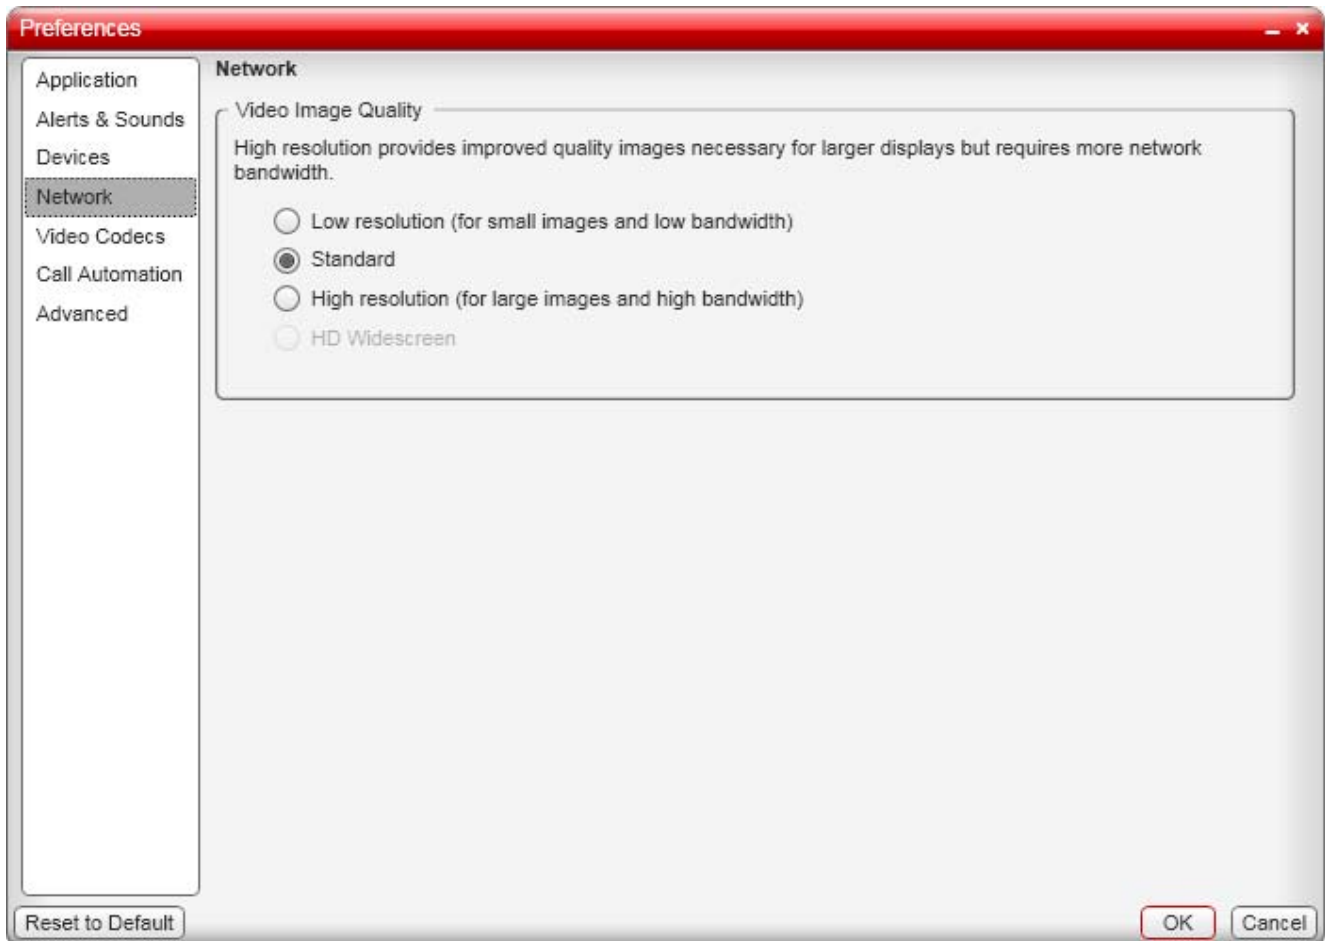 Preferences
Application
Alerts & Sounds
Devices
Network
Video Codecs
Call Automation
Advanced
Network
Video Image Quality
High resolution provides improved quality images necessary for larger displays but requires more network
bandwidth.
Low resolution (for small images and low bandwidth)
Standard
High resolution (for large images and high bandwidth)
HD Widescreen
Reset to Default
OK
Cancel